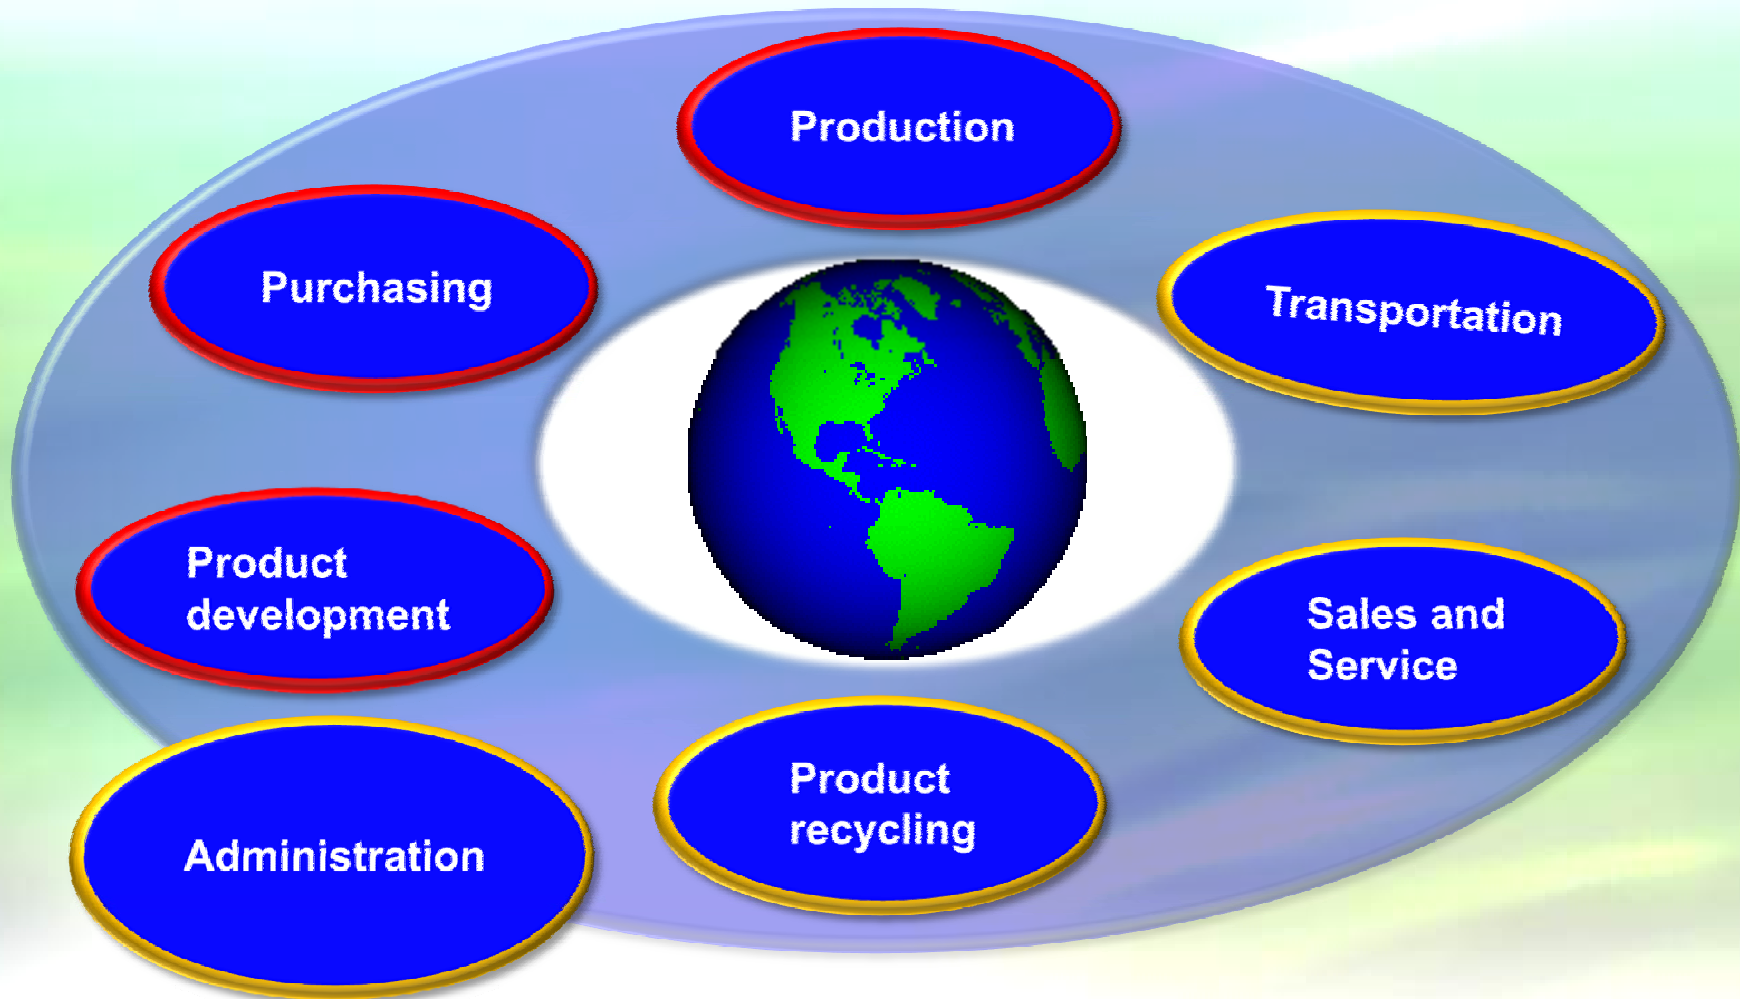 Production
Purchasing
Transportation
Product
development
Sales and
Service
Product
recycling
Administration